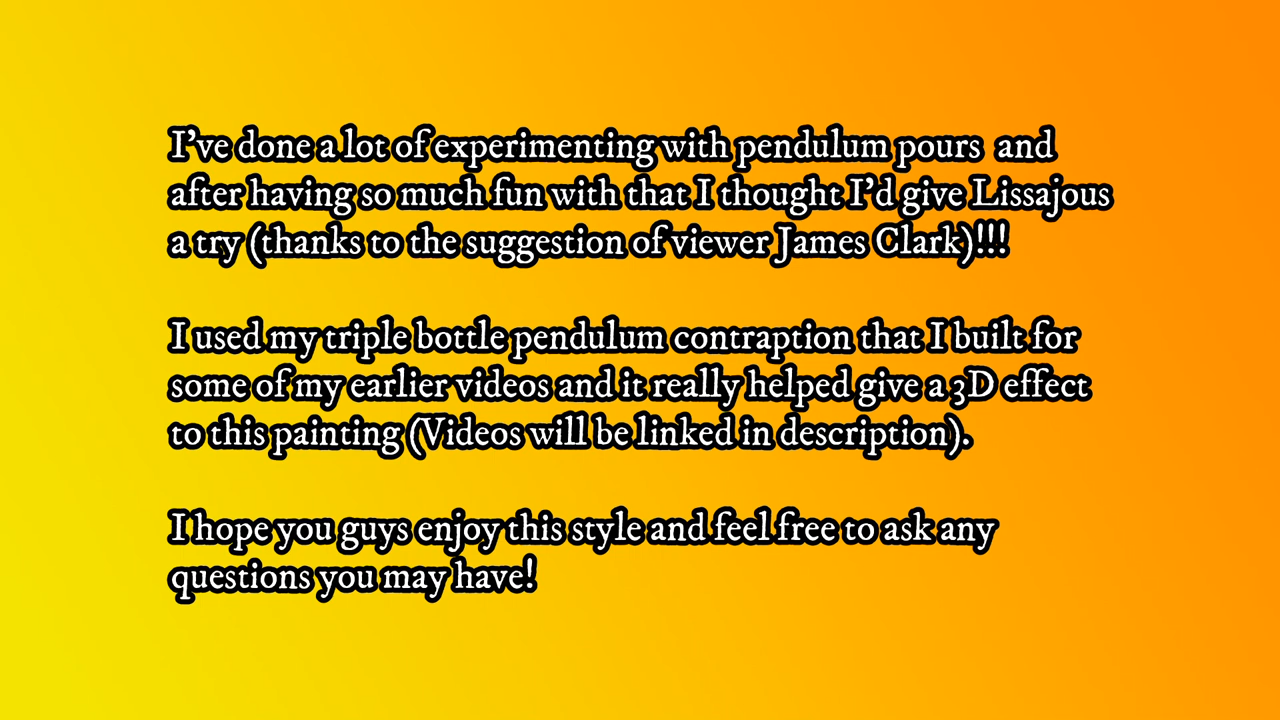 I've done a lot of experimenting with pendulum pours and
after having so much fun with that I thought I'd give Lissajous
a try (thanks to the suggestion of viewer James Clark)!!!
I used my triple bottle pendulum contraption that I built for
some of my earlier videos and it really helped give a 3D effect
to this painting (Videos will be linked in description).
I hope you guys enjoy this style and feel free to ask any
questions you may have!